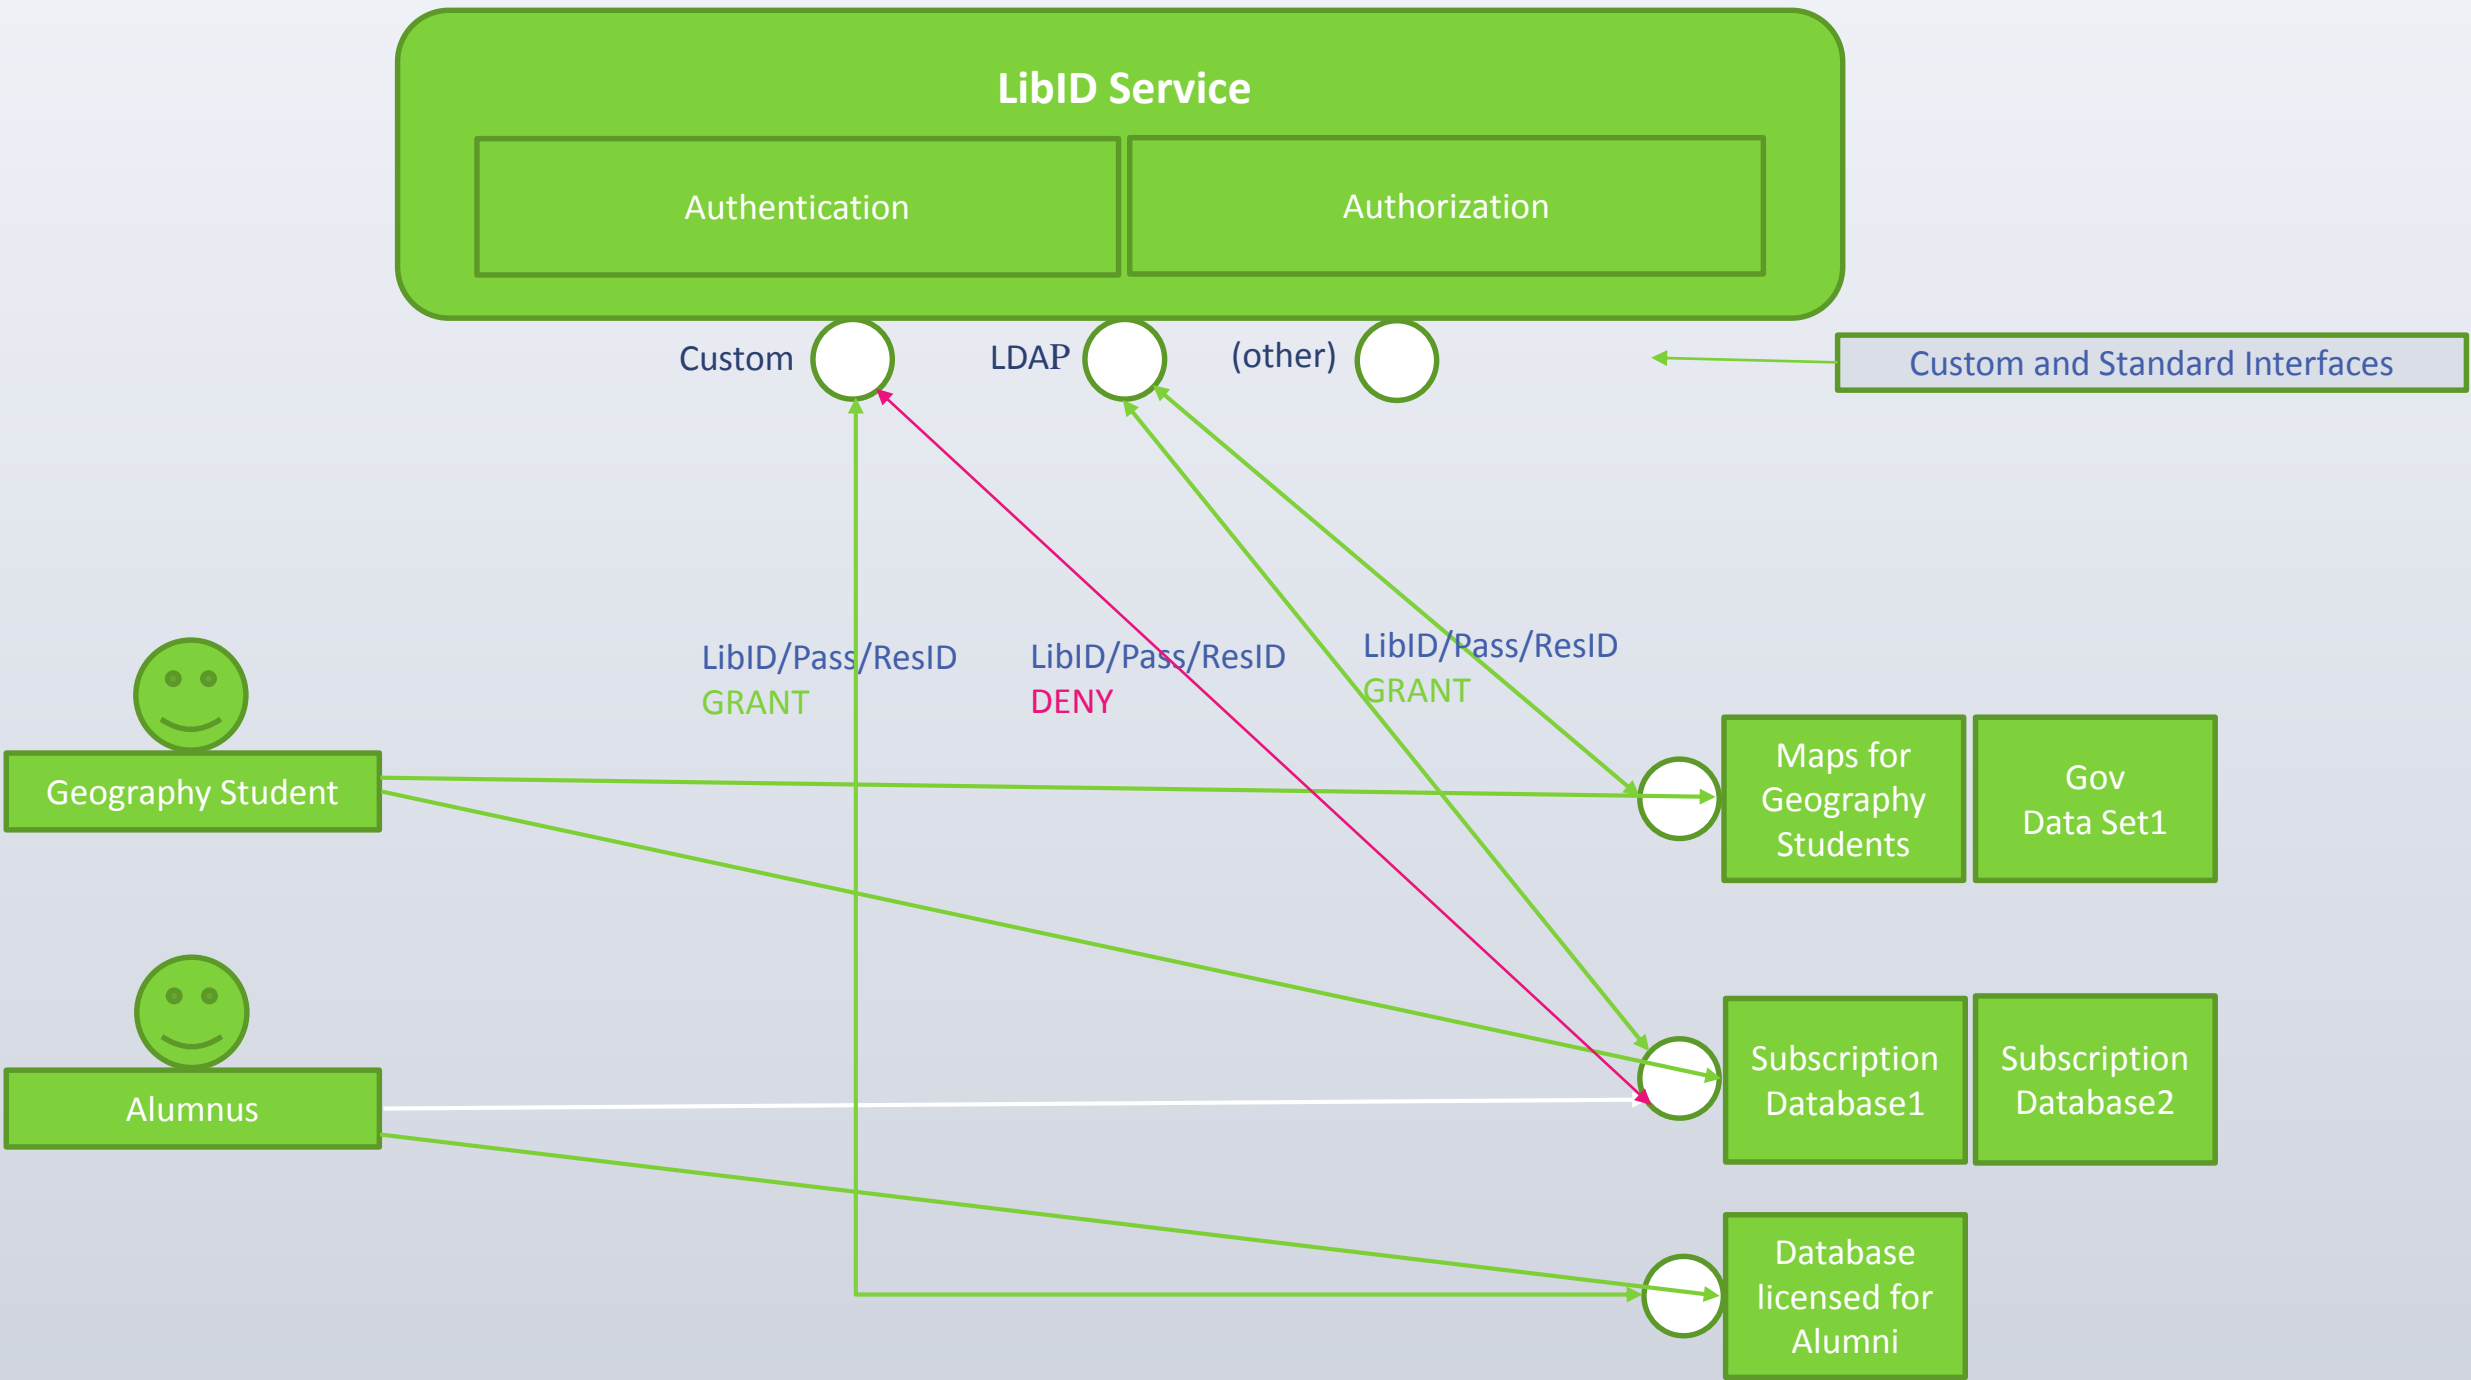 LibID Service
Authentication
Authorization
Custom
LDAP
(other)
Custom and Standard Interfaces
LibID/Pass/ResID
GRANT
LibID/Pass/ResID
DENY
LibID/Pass/ResID
GRANT
Geography Student
Maps for
Geography
Students
Gov
Data Set1
Alumnus
Subscription
Database1
Subscription
Database2
Database
licensed for
Alumni